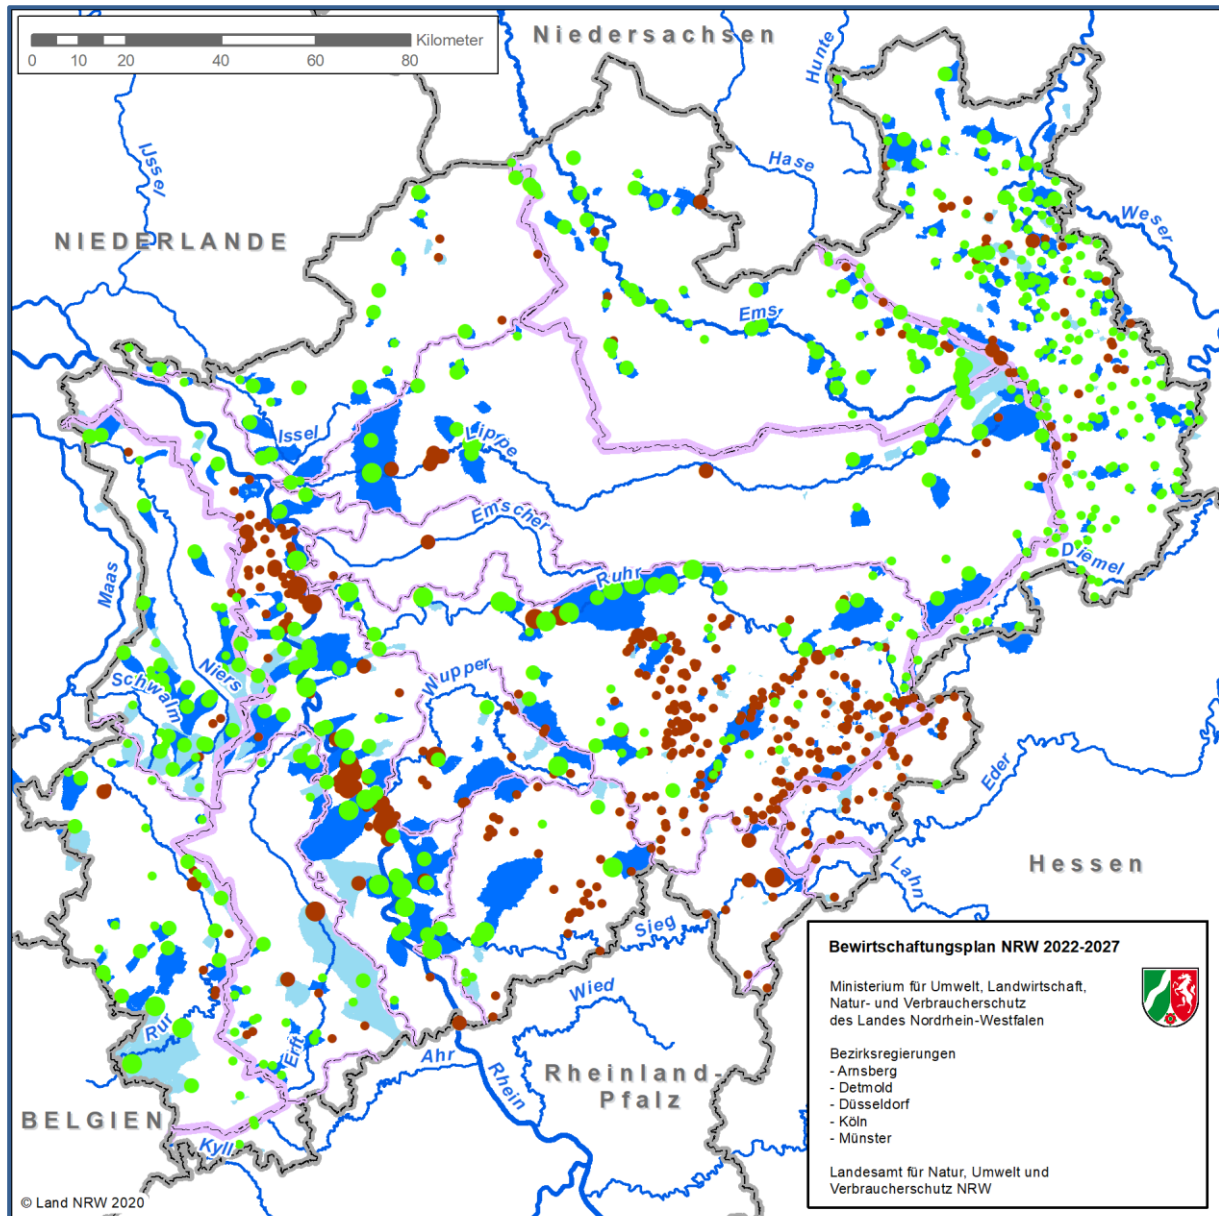 Niedersachsen
Kilometer
0 10 20 40 60 80
Hunte
IJssel
Hase
Weser
NIEDERLANDE
Ems
Issel
Lippe
Emscher
Maas
Ruhr
Diemel
Niers
Wupper
Schwalm
Eder
Hessen
Lahn
Sieg
Wied
Rur
Erft
Ahr
Rhein
Rheinland-
Pfalz
BELGIEN
Kyll
© Land NRW 2020
Bewirtschaftungsplan NRW 2022-2027
Ministerium für Umwelt, Landwirtschaft,
Natur- und Verbraucherschutz
des Landes Nordrhein-Westfalen
Bezirksregierungen
- Arnsberg
- Detmold
- Düsseldorf
- Köln
- Münster
Landesamt für Natur, Umwelt und
Verbraucherschutz NRW